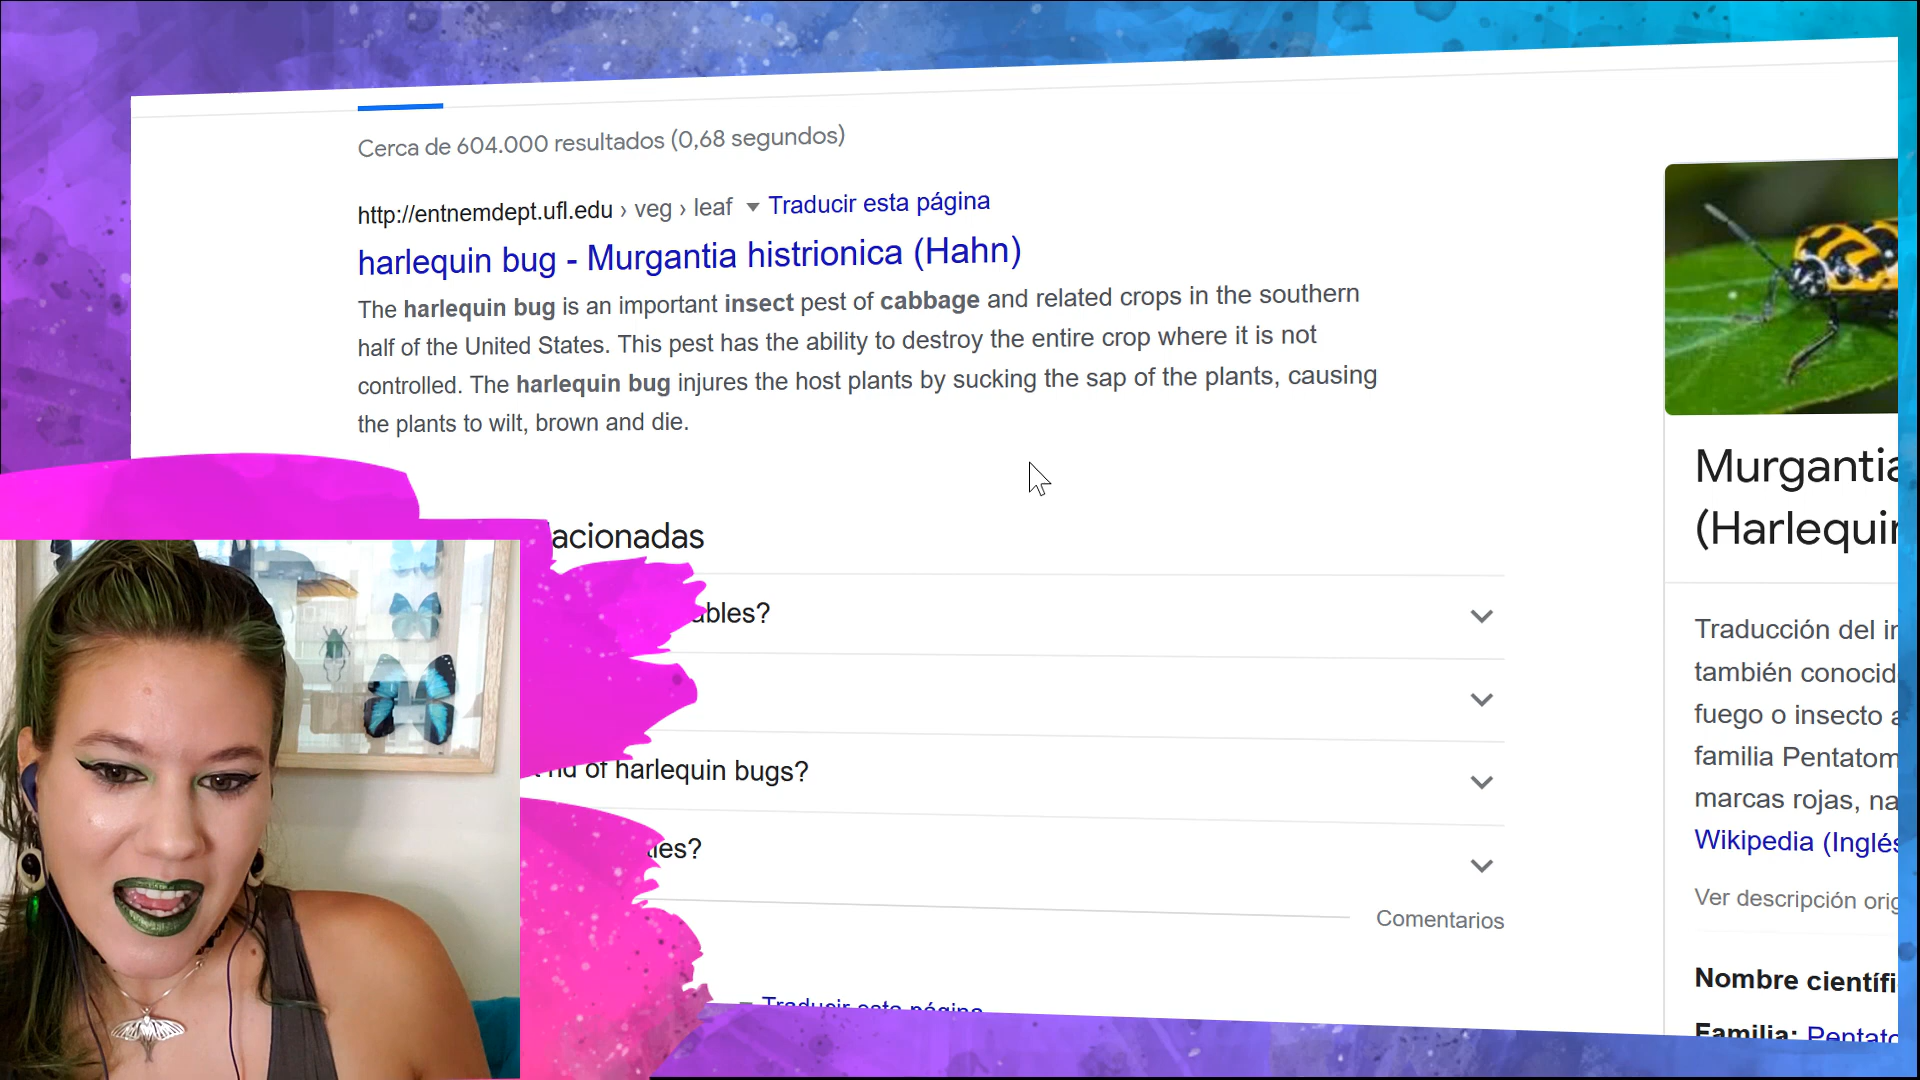 Cerca de 604.000 resultados (0,68 segundos)
http://entnemdept.ufl.edu › veg › leaf Traducir esta página
harlequin bug - Murgantia histrionica (Hahn)
The harlequin bug is an important insect pest of cabbage and related crops in the southern
half of the United States. This pest has the ability to destroy the entire crop where it is not
controlled. The harlequin bug injures the host plants by sucking the sap of the plants, causing
the plants to wilt, brown and die.
acionadas
ables?
of harlequin bugs?
Comentarios
Traducir esta página
Murgantia
(Harlequin
Traducción del in
también conocid
fuego o insecto a
familia Pentatom
marcas rojas, na
Wikipedia (Inglés
Ver descripción orig
Nombre científi
Familia: Pentato